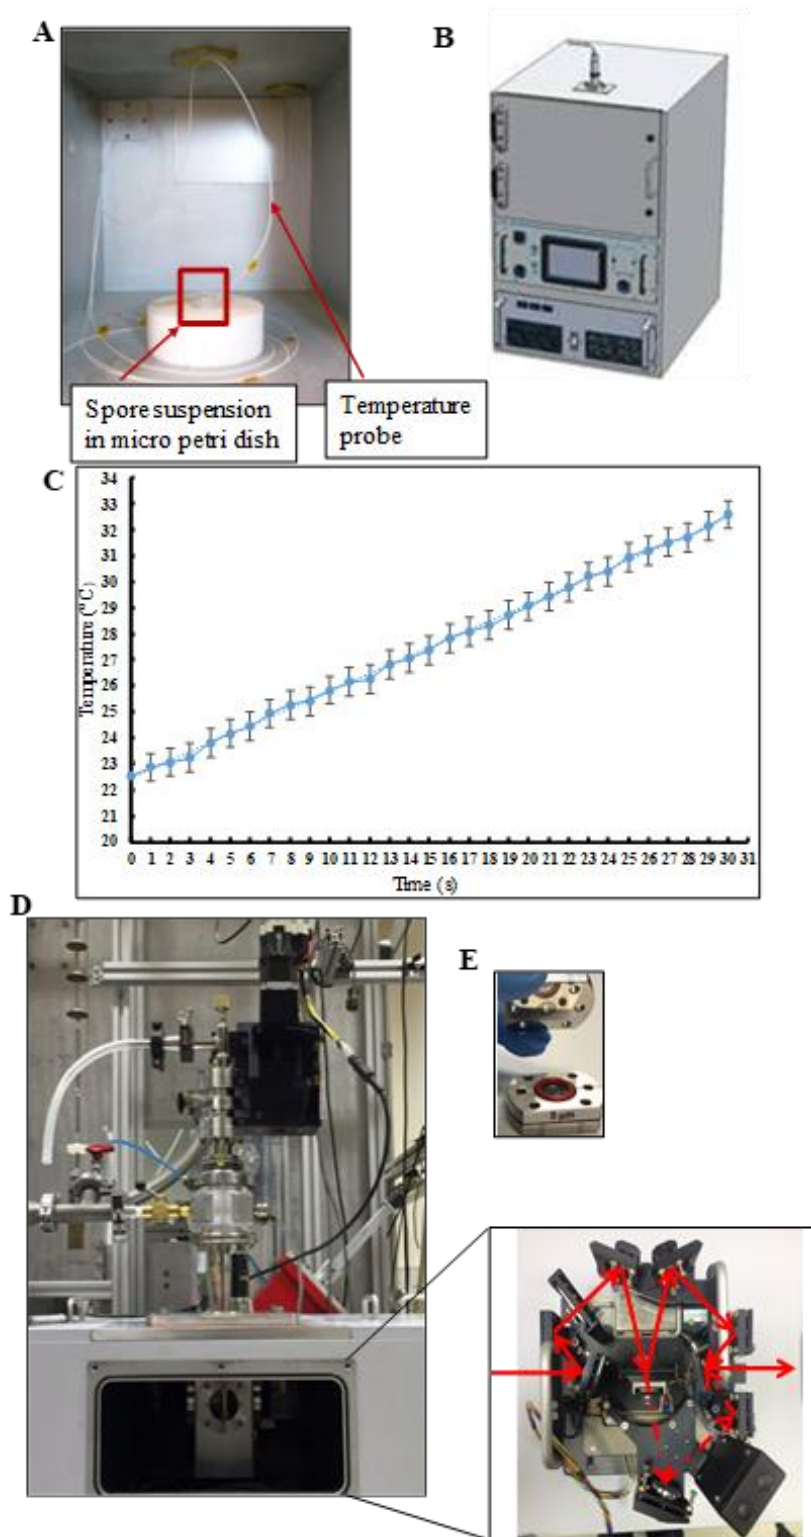 A
B
Spore suspension
in micro petri dish
Temperature
probe
C
34
33
32
31
30
29
28
27
26
25
24
23
22
21
20
Temperature (°C)
0 1 2 3 4 5 6 7 8 9 10 11 12 13 14 15 16 17 18 19 20 21 22 23 24 25 26 27 28 29 30 31
Time (s)
D
E